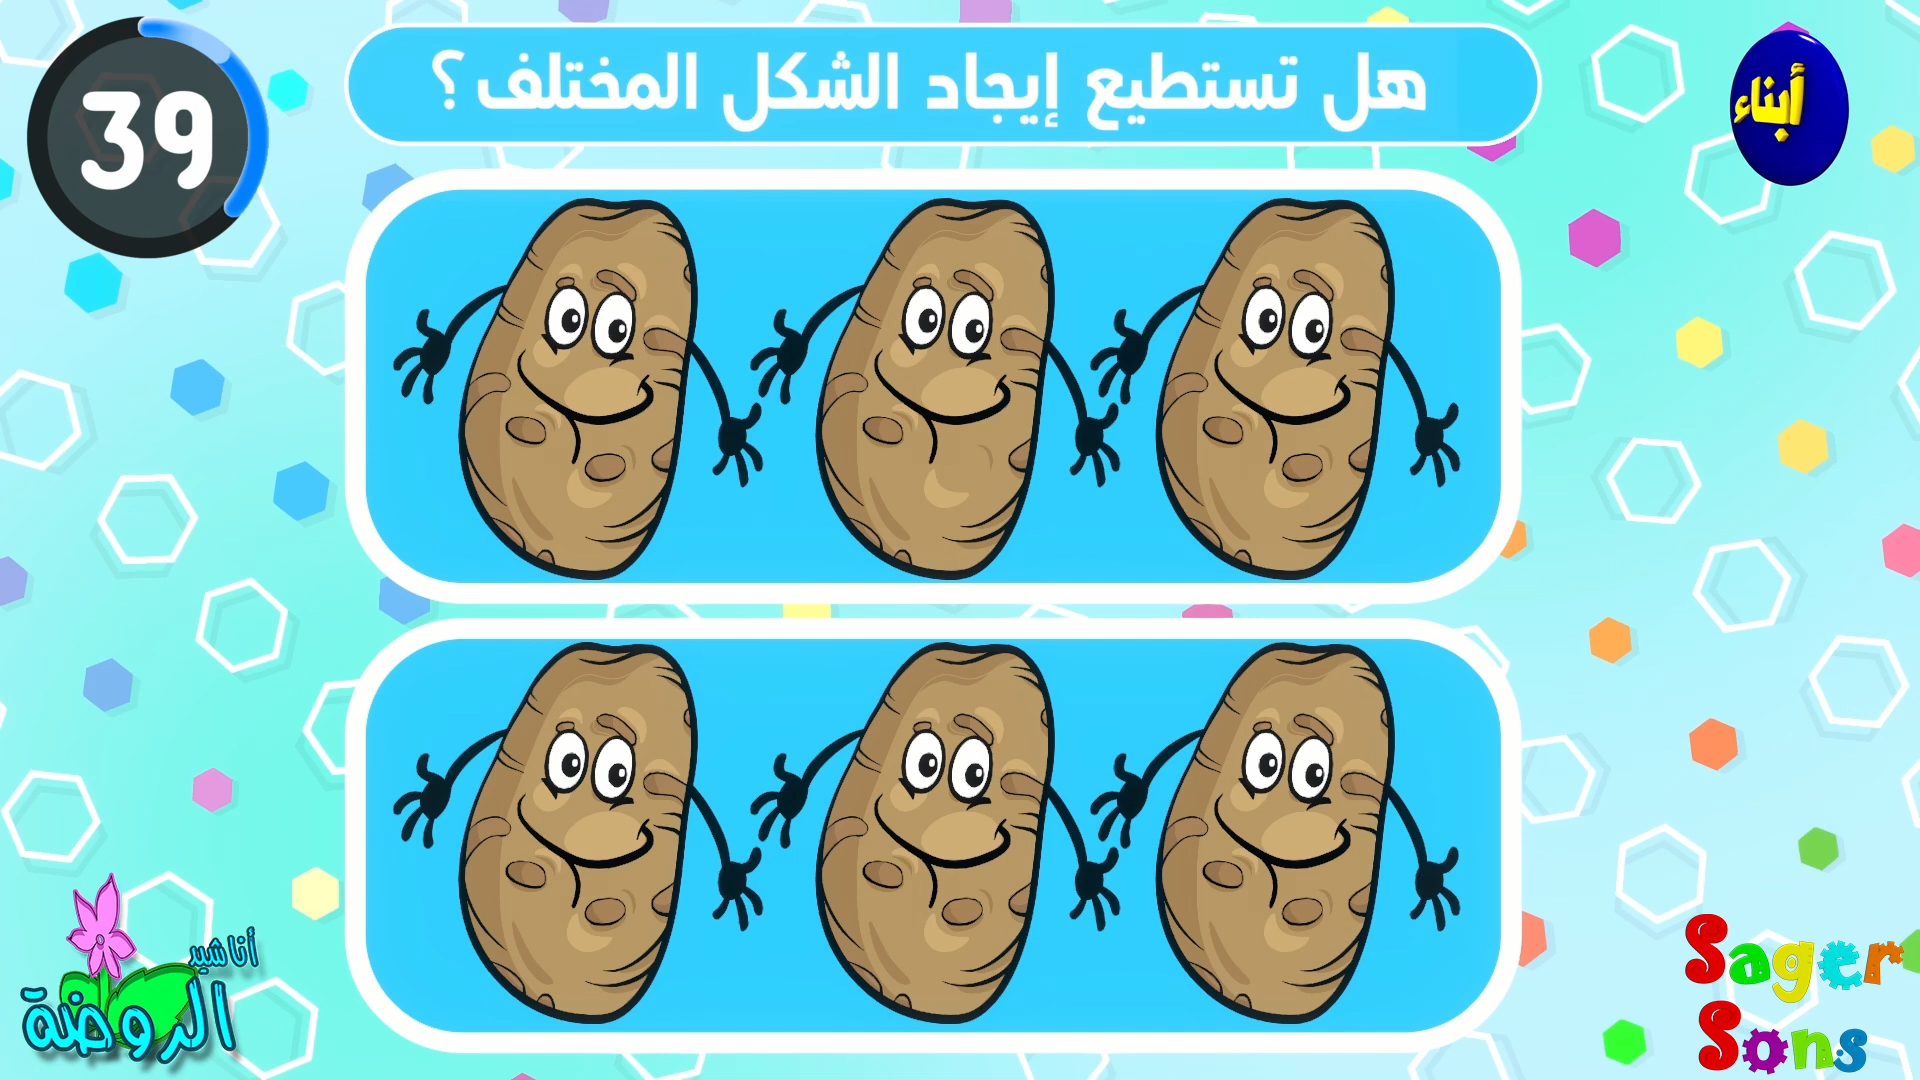 39
هل تستطيع إيجاد الشكل المختلف؟
أبناء
أناشيد
الروضة
Sager
Sons